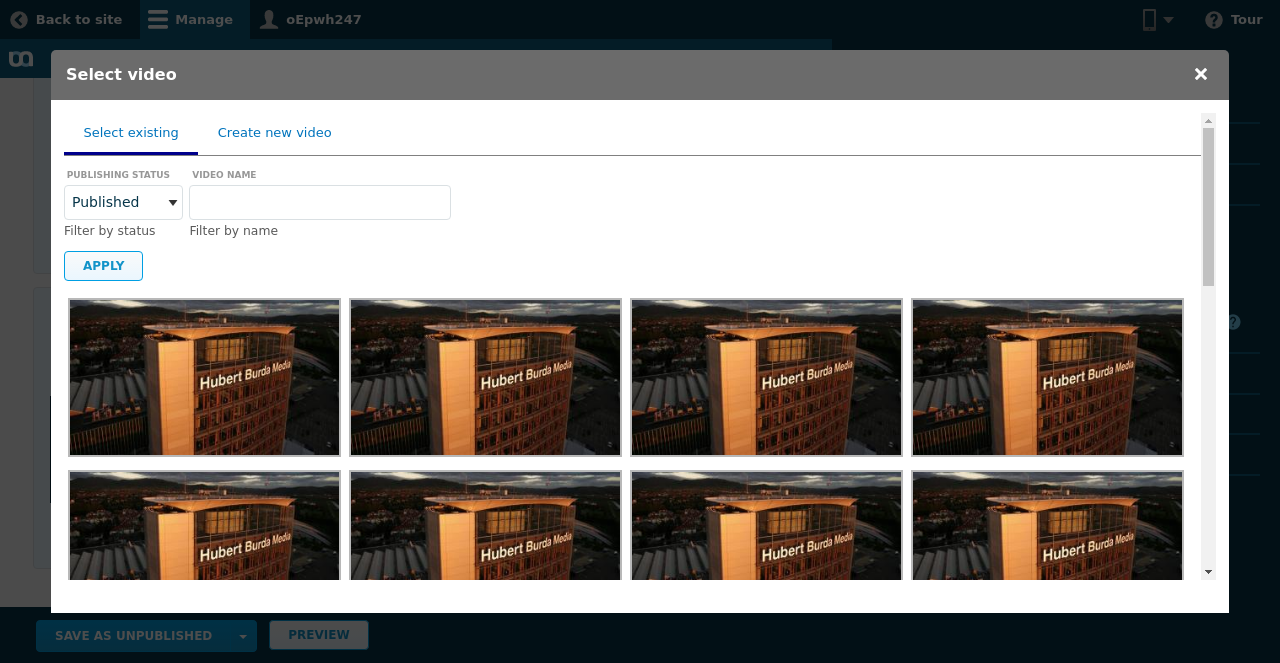 Back to site
Manage
oEpwh247
Tour
Select video
Select existing
Create new video
PUBLISHING STATUS
VIDEO NAME
Published
Filter by status
Filter by name
APPLY
Hubert Burda Media
Hubert Burda Media
Hubert Burda Media
Hubert Burda Media
Hubert Burda Media
Hubert Burda Media
Hubert Burda Media
Hubert Burda Media
SAVE AS UNPUBLISHED
PREVIEW